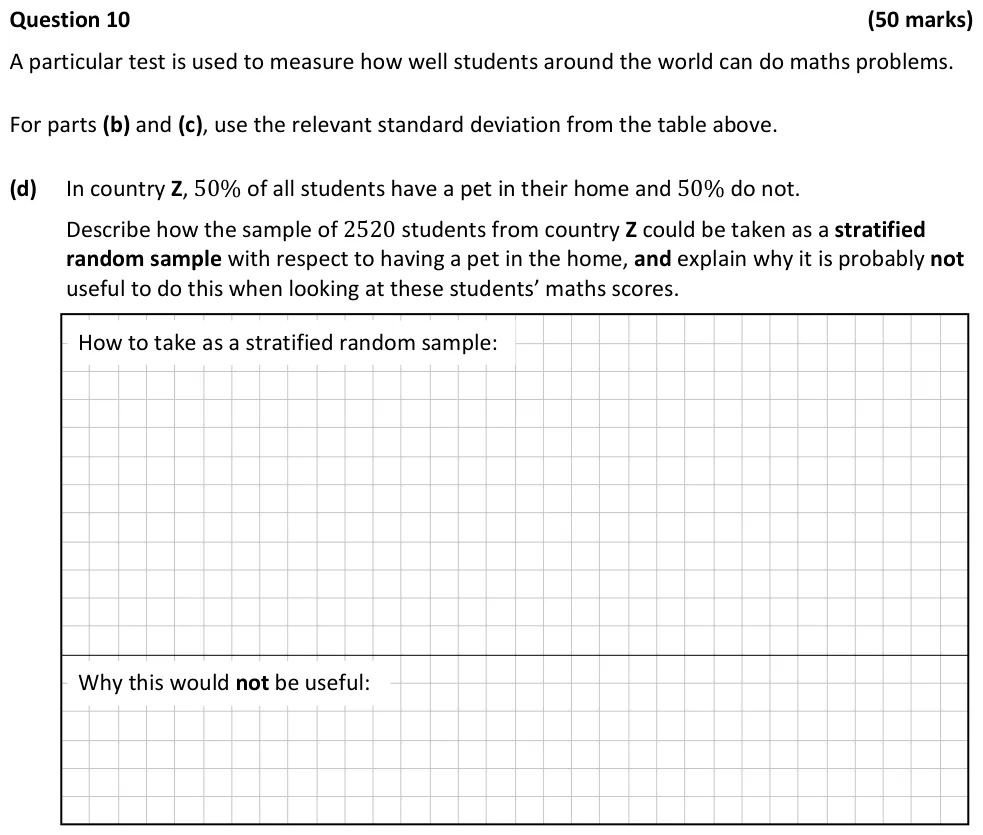 Question 10 (50 marks)
A particular test is used to measure how well students around the world can do maths problems.
For parts (b) and (c), use the relevant standard deviation from the table above.
(d) In country Z, 50% of all students have a pet in their home and 50% do not.
Describe how the sample of 2520 students from country Z could be taken as a stratified
random sample with respect to having a pet in the home, and explain why it is probably not
useful to do this when looking at these students’ maths scores.
How to take as a stratified random sample:
Why this would not be useful: